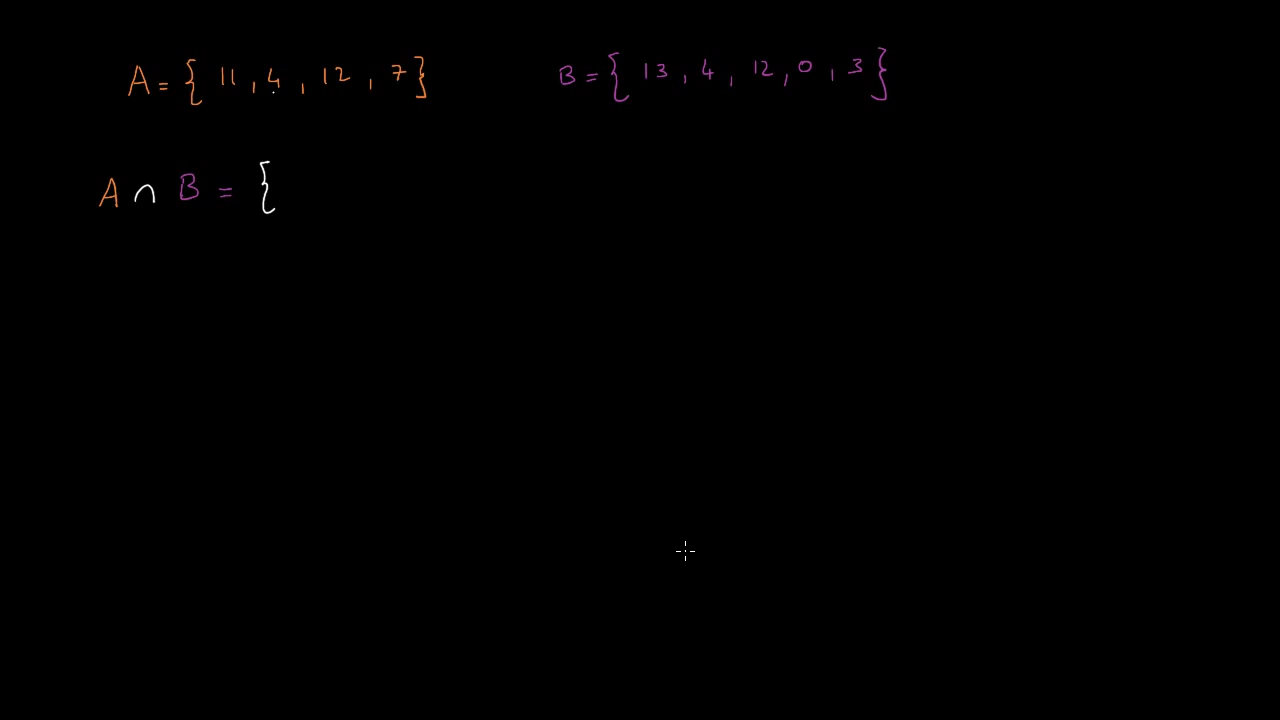 A = { 11 , 4 , 12 , 7 } B = { 13 , 4 , 12 , 0 , 3 }
A ∩ B = {